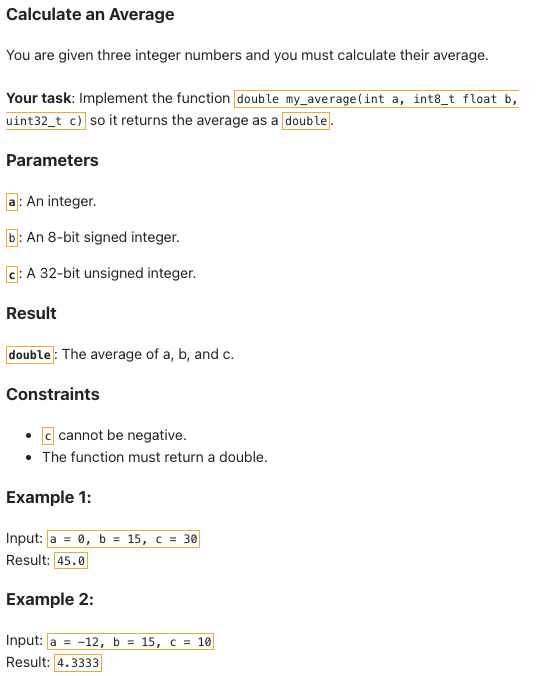 Calculate an Average
You are given three integer numbers and you must calculate their average.
Your task: Implement the function double my_average(int a, int8_t float b,
uint32_t c) so it returns the average as a double.
Parameters
a: An integer.
b: An 8-bit signed integer.
c: A 32-bit unsigned integer.
Result
double: The average of a, b, and c.
Constraints
• c cannot be negative.
• The function must return a double.
Example 1:
Input: a = 0, b = 15, c = 30
Result: 45.0
Example 2:
Input: a = −12, b = 15, c = 10
Result: 4.3333